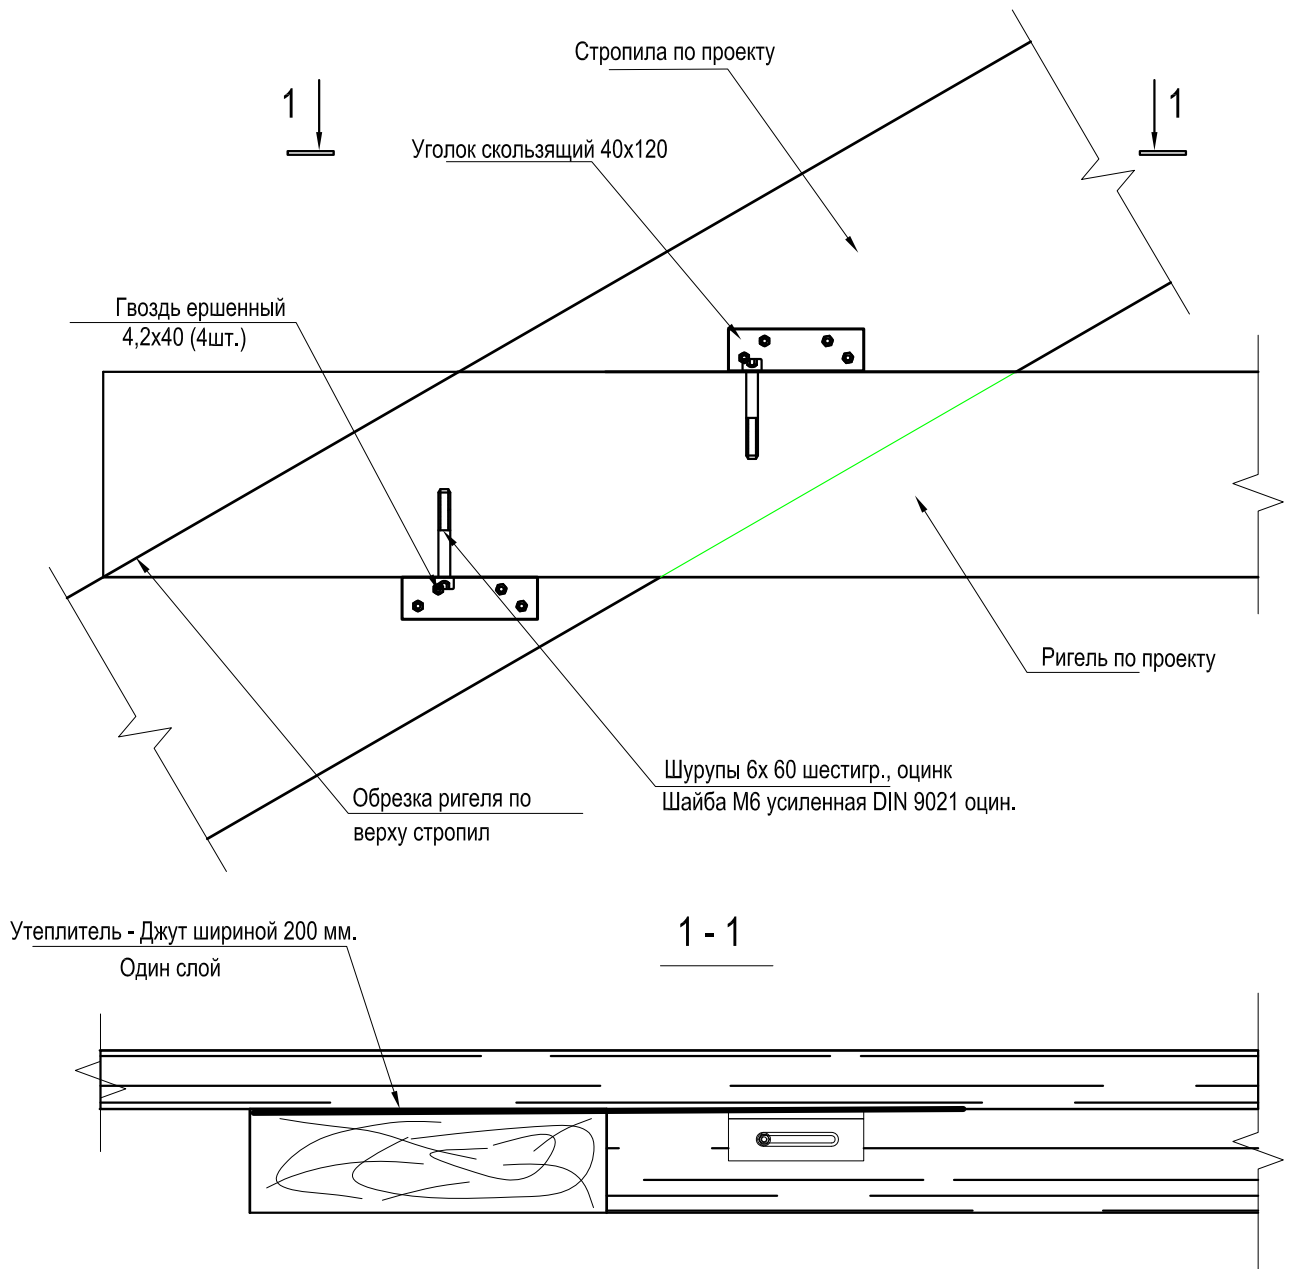 Стропила по проекту
1
1
Уголок скользящий 40х120
Гвоздь ершенный
4,2х40 (4шт.)
Ригель по проекту
Шурупы 6х 60 шестигр., оцинк
Шайба М6 усиленная DIN 9021 оцин.
Обрезка ригеля по
верху стропил
Утеплитель - Джут шириной 200 мм.
Один слой
1 - 1